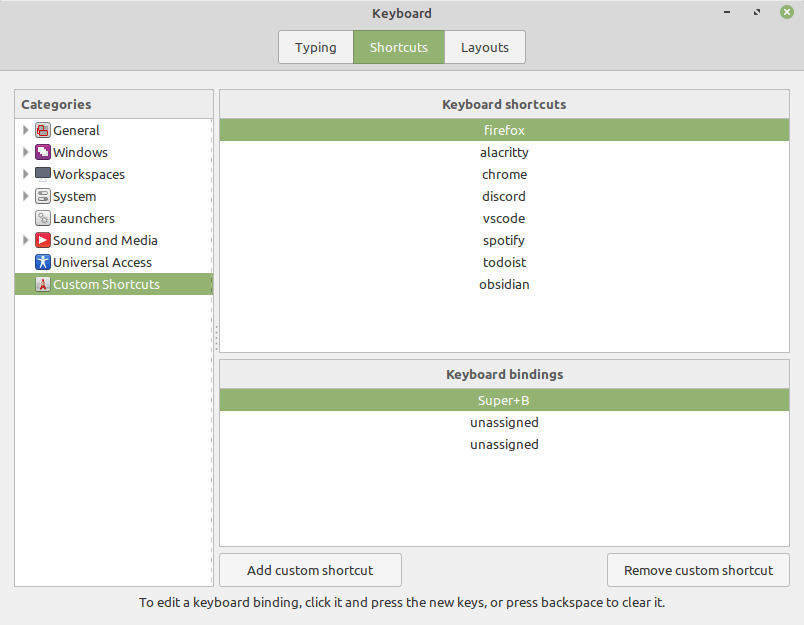 Keyboard
Typing Shortcuts Layouts
Categories
General
Windows
Workspaces
System
Launchers
Sound and Media
Universal Access
Custom Shortcuts
Keyboard shortcuts
firefox
alacritty
chrome
discord
vscode
spotify
todoist
obsidian
Keyboard bindings
Super+B
unassigned
unassigned
Add custom shortcut Remove custom shortcut
To edit a keyboard binding, click it and press the new keys, or press backspace to clear it.